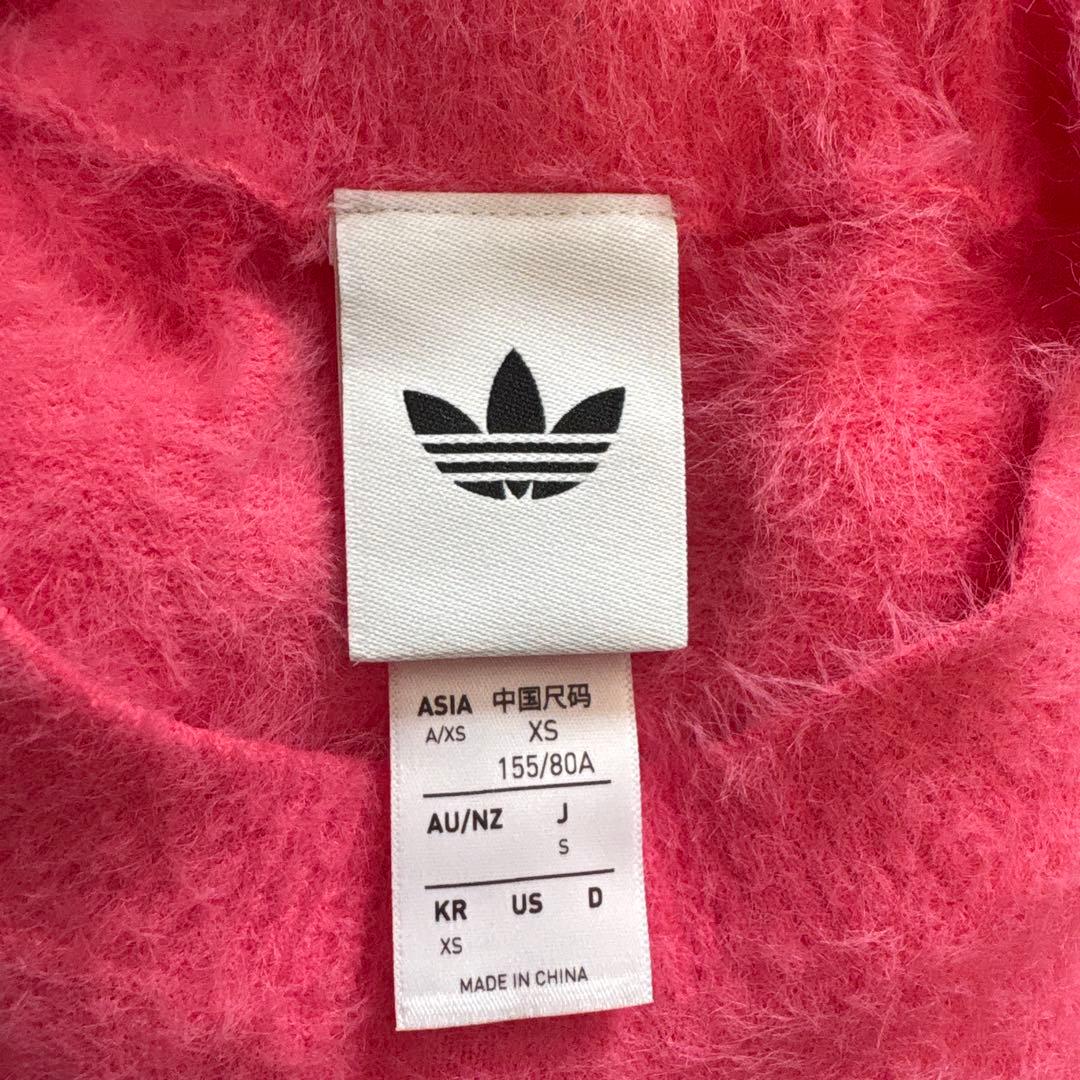 ASIA 中国尺码
A/XS XS
155/80A
AU/NZ J
S
KR US D
XS
MADE IN CHINA